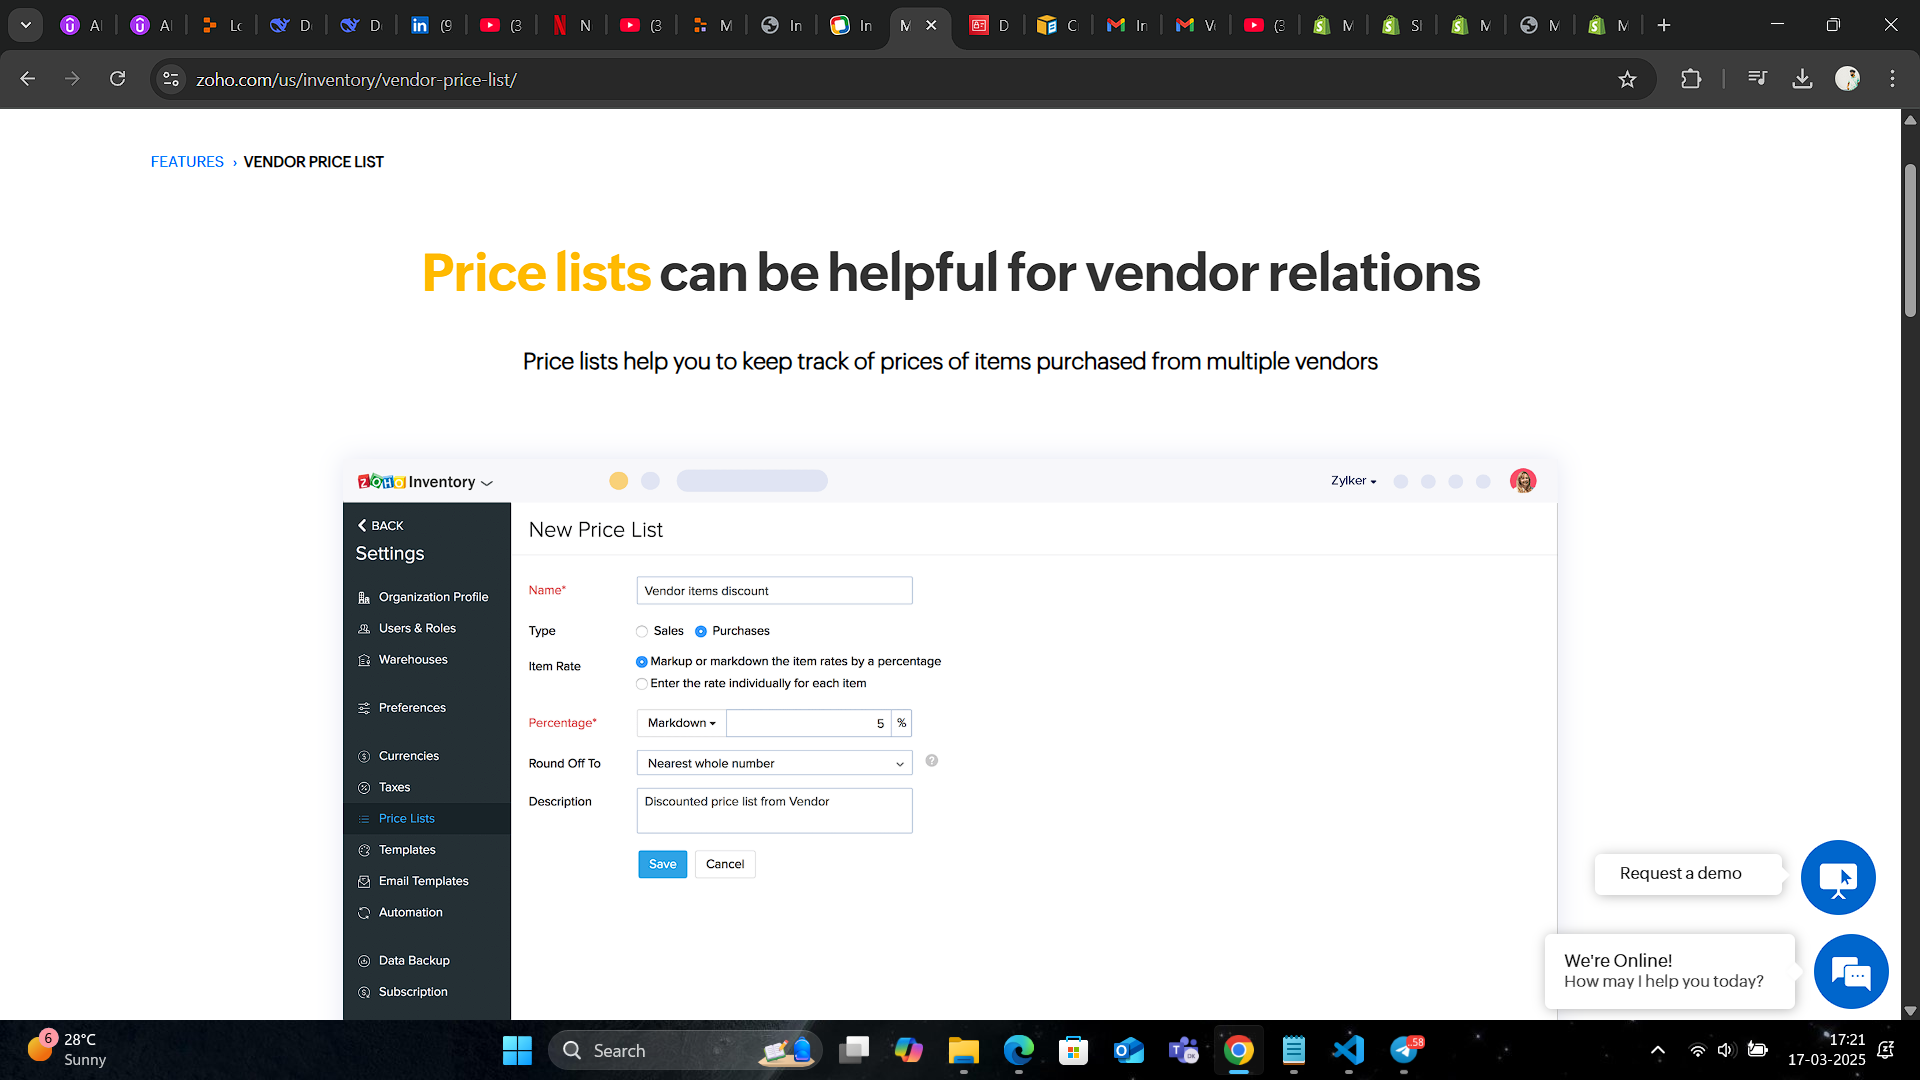 (9
(3
N
(3
M
In
In
M
D
In
(3
M
M
M
M
zoho.com/us/inventory/vendor-price-list/
FEATURES › VENDOR PRICE LIST
Price lists can be helpful for vendor relations
Price lists help you to keep track of prices of items purchased from multiple vendors
ZOHO Inventory
Zylker
BACK
Settings
Organization Profile
Users & Roles
Warehouses
Preferences
Currencies
Taxes
Price Lists
Templates
Email Templates
Automation
Data Backup
Subscription
New Price List
Name*
Vendor items discount
Type
Sales
Purchases
Item Rate
Markup or markdown the item rates by a percentage
Enter the rate individually for each item
Percentage*
Markdown
5
%
Round Off To
Nearest whole number
Description
Discounted price list from Vendor
Save
Cancel
Request a demo
We're Online!
How may I help you today?
6
28°C
Sunny
Search
58
17:21
17-03-2025